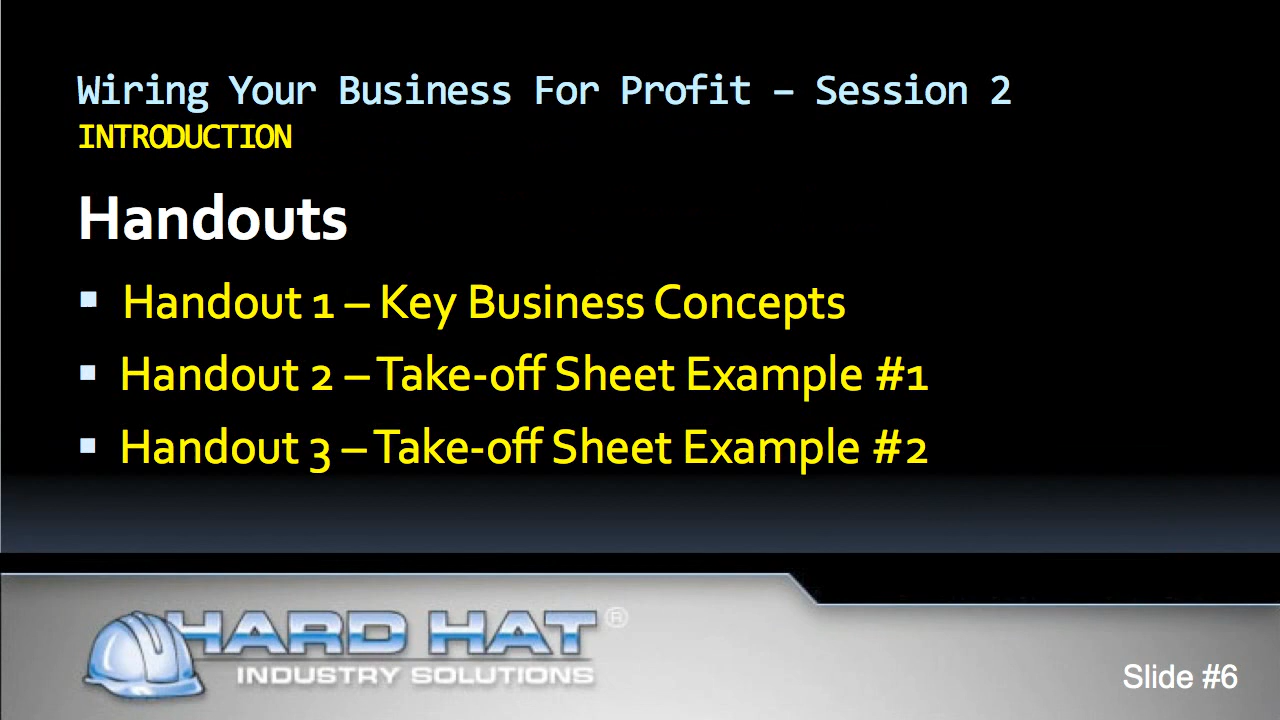 Wiring Your Business For Profit – Session 2
INTRODUCTION
Handouts
▪ Handout 1 – Key Business Concepts
▪ Handout 2 – Take-off Sheet Example #1
▪ Handout 3 – Take-off Sheet Example #2
HARD HAT®
INDUSTRY SOLUTIONS
Slide #6